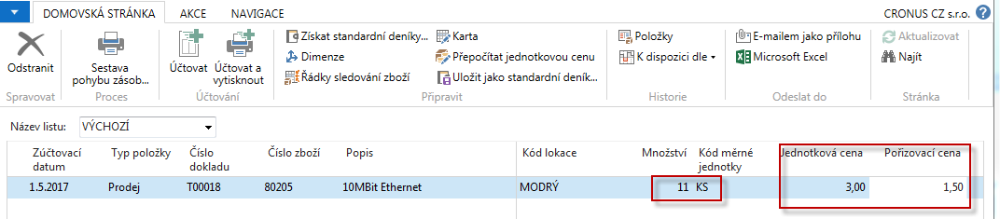 DOMOVSKÁ STRÁNKA AKCE NAVIGACE CRONUS CZ s.r.o.
Odstranit
Spravovat
Sestava pohybu zásob...
Proces
Účtovat
Účtovat a vytisknout
Účtování
Získat standardní deníky...
Dimenze
Řádky sledování zboží
Karta
Přepočítat jednotkovou cenu
Uložit jako standardní deník...
Připravit
Položky
K dispozici dle
Historie
E-mailem jako přílohu
Microsoft Excel
Odeslat do
Aktualizovat
Najít
Stránka
Název listu: VÝCHOZÍ
Zúčtovací datum Typ položky Číslo dokladu Číslo zboží Popis Kód lokace Množství Kód měrné jednotky Jednotková cena Pořizovací cena
1.5.2017 Prodej T00018 80205 10MBit Ethernet MODRÝ 11 KS 3,00 1,50